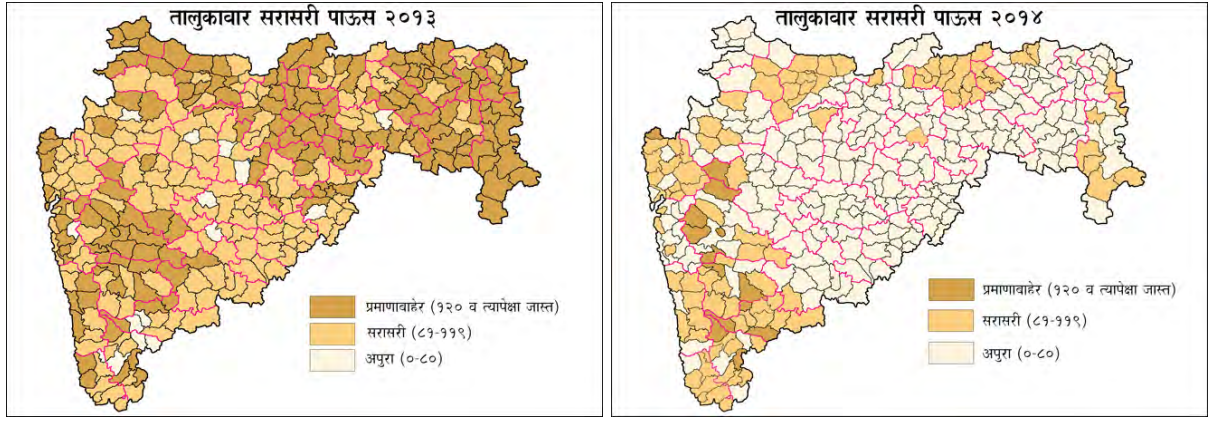 तालुकावार सरासरी पाऊस २०१३
प्रमाणाबाहेर (१२० व त्यापेक्षा जास्त)
सरासरी (८१-११९)
अपुरा (०-८०)
तालुकावार सरासरी पाऊस २०१४
प्रमाणाबाहेर (१२० व त्यापेक्षा जास्त)
सरासरी (८१-११९)
अपुरा (०-८०)